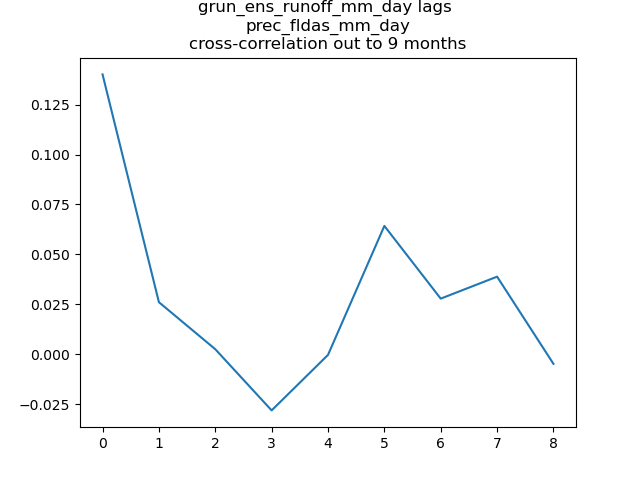 grun_ens_runoff_mm_day lags
prec_fldas_mm_day
cross-correlation out to 9 months
0.125
0.100
0.075
0.050
0.025
0.000
−0.025
0 1 2 3 4 5 6 7 8